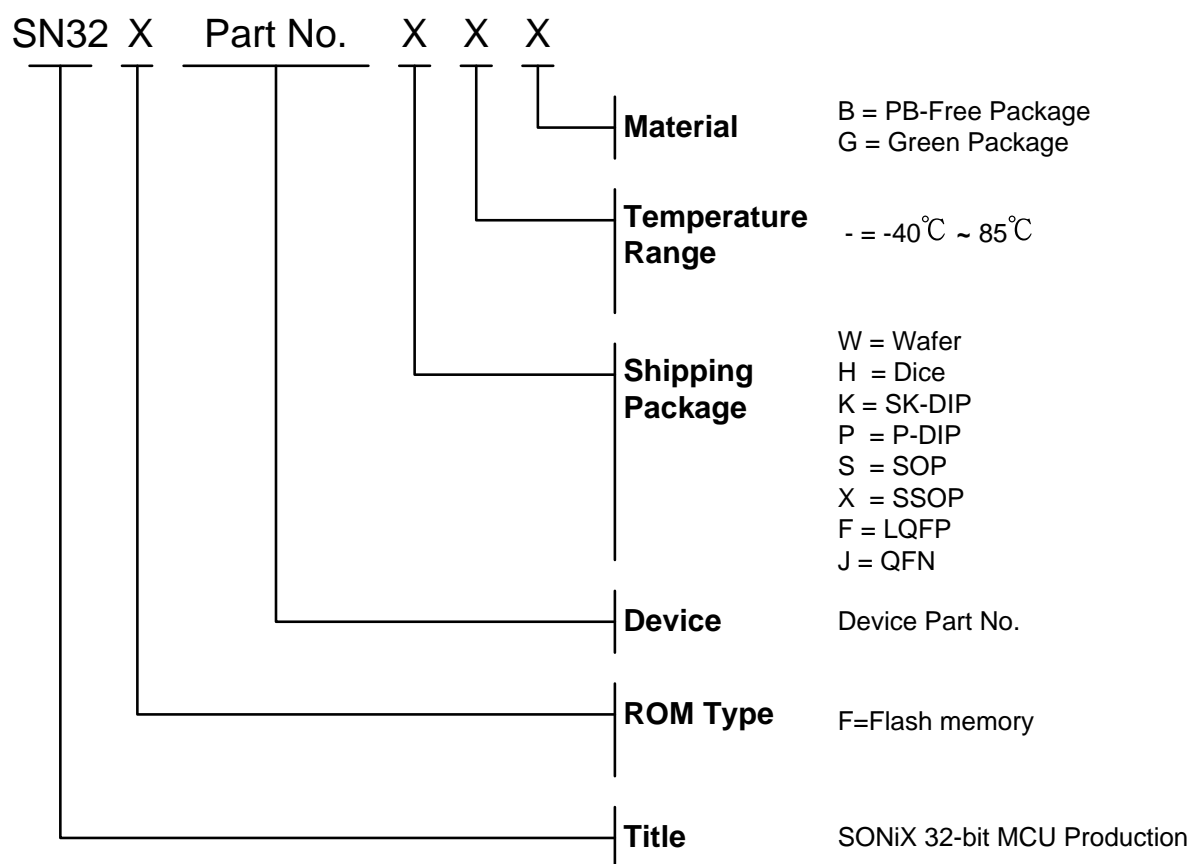 SN32 X Part No. X X X
Material
B = PB-Free Package
G = Green Package
Temperature
Range
- = -40℃ ~ 85℃
Shipping
Package
W = Wafer
H = Dice
K = SK-DIP
P = P-DIP
S = SOP
X = SSOP
F = LQFP
J = QFN
Device
Device Part No.
ROM Type
F=Flash memory
Title
SONiX 32-bit MCU Production